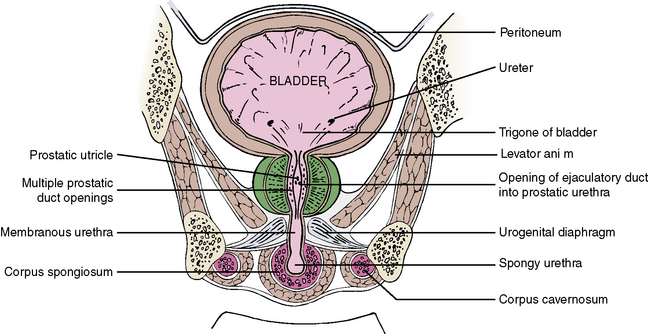 Peritoneum
Ureter
BLADDER
Trigone of bladder
Levator ani m
Prostatic utricle
Opening of ejaculatory duct
into prostatic urethra
Multiple prostatic
duct openings
Membranous urethra
Urogenital diaphragm
Spongy urethra
Corpus spongiosum
Corpus cavernosum